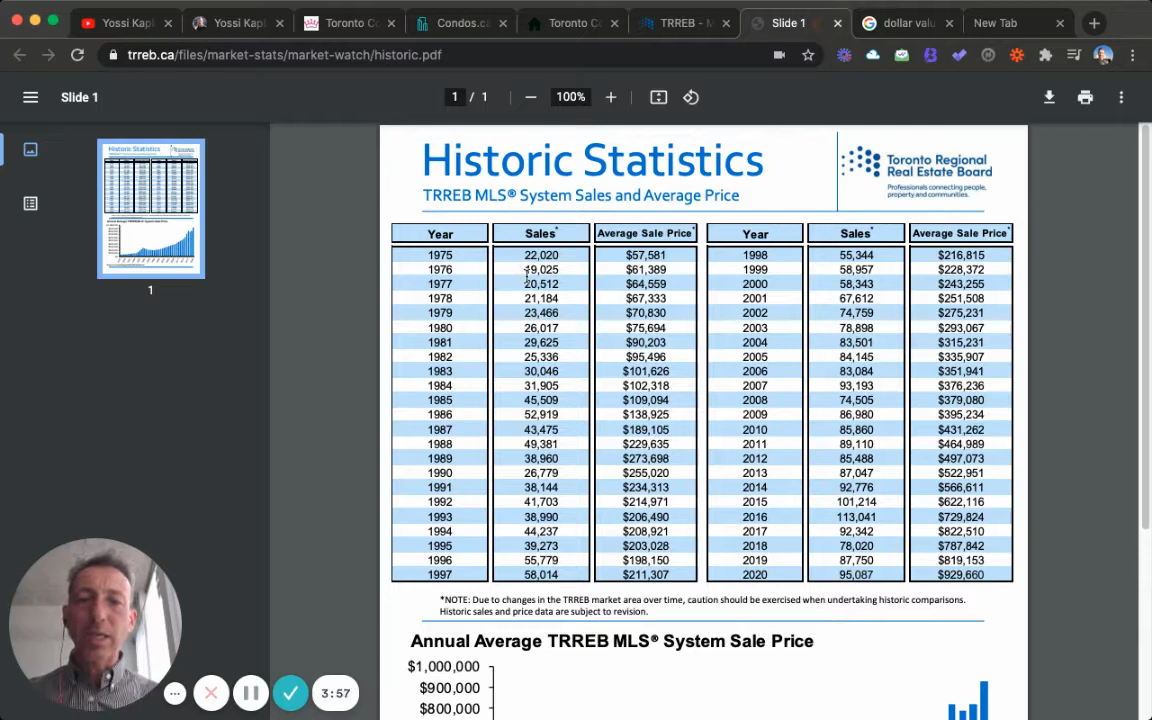 Yossi Kapl
Yossi Kapl
Toronto C
Condos.ca
Toronto Co
TRREB - M
Slide 1
dollar valu
New Tab
trreb.ca/files/market-stats/market-watch/historic.pdf
Slide 1
1 / 1
100%
1
Historic Statistics
TRREB MLS® System Sales and Average Price
Toronto Regional
Real Estate Board
Professionals connecting people,
property and communities.
Year Sales* Average Sale Price* Year Sales* Average Sale Price*
1975 22,020 $57,581 1998 55,344 $216,815
1976 19,025 $61,389 1999 58,957 $228,372
1977 20,512 $64,559 2000 58,343 $243,255
1978 21,184 $67,333 2001 67,612 $251,508
1979 23,466 $70,830 2002 74,759 $275,231
1980 26,017 $75,694 2003 78,898 $293,067
1981 29,625 $90,203 2004 83,501 $315,231
1982 25,336 $95,496 2005 84,145 $335,907
1983 30,046 $101,626 2006 83,084 $351,941
1984 31,905 $102,318 2007 93,193 $376,236
1985 45,509 $109,094 2008 74,505 $379,080
1986 52,919 $138,925 2009 86,980 $395,234
1987 43,475 $189,105 2010 85,860 $431,262
1988 49,381 $229,635 2011 89,110 $464,989
1989 38,960 $273,698 2012 85,488 $497,073
1990 26,779 $255,020 2013 87,047 $522,951
1991 38,144 $234,313 2014 92,776 $566,611
1992 41,703 $214,971 2015 101,214 $622,116
1993 38,990 $206,490 2016 113,041 $729,824
1994 44,237 $208,921 2017 92,342 $822,510
1995 39,273 $203,028 2018 78,020 $787,842
1996 55,779 $198,150 2019 87,750 $819,153
1997 58,014 $211,307 2020 95,087 $929,660
*NOTE: Due to changes in the TRREB market area over time, caution should be exercised when undertaking historic comparisons.
Historic sales and price data are subject to revision.
Annual Average TRREB MLS® System Sale Price
$1,000,000
$900,000
$800,000
3:57